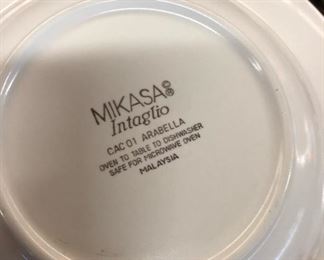 MIKASA®©
Intaglio
CAC01 ARABELLA
OVEN TO TABLE TO DISHWASHER
SAFE FOR MICROWAVE OVEN
MALAYSIA